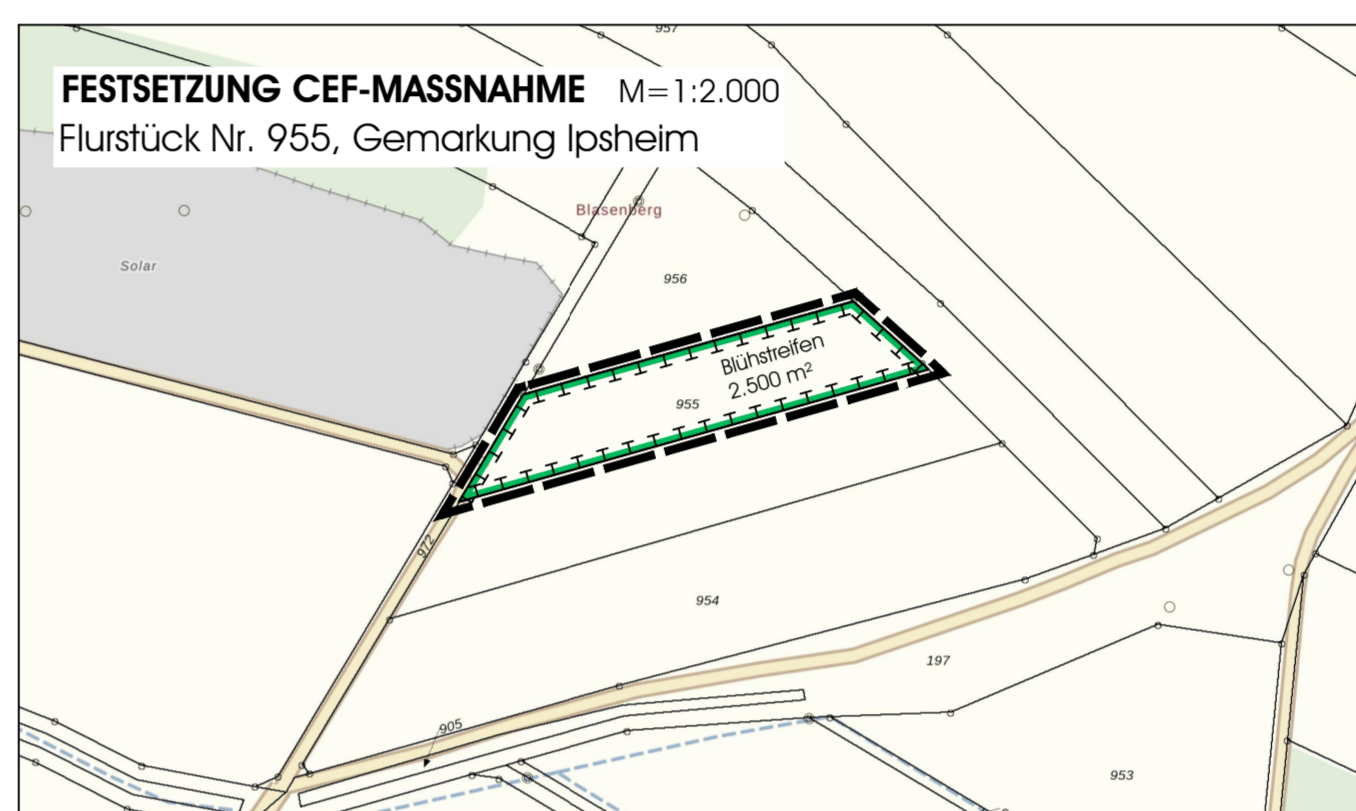 957
FESTSETZUNG CEF-MASSNAHME M=1:2.000
Flurstück Nr. 955, Gemarkung Ipsheim
Blasenberg
Solar
956
Blühstreifen
2.500 m²
955
972
954
197
905
953